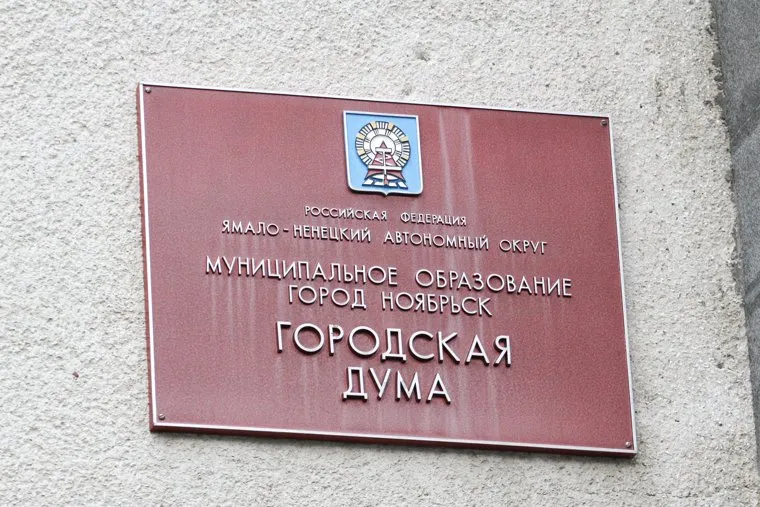 РОССИЙСКАЯ ФЕДЕРАЦИЯ
ЯМАЛО-НЕНЕЦКИЙ АВТОНОМНЫЙ ОКРУГ
МУНИЦИПАЛЬНОЕ ОБРАЗОВАНИЕ
ГОРОД НОЯБРЬСК
ГОРОДСКАЯ
ДУМА